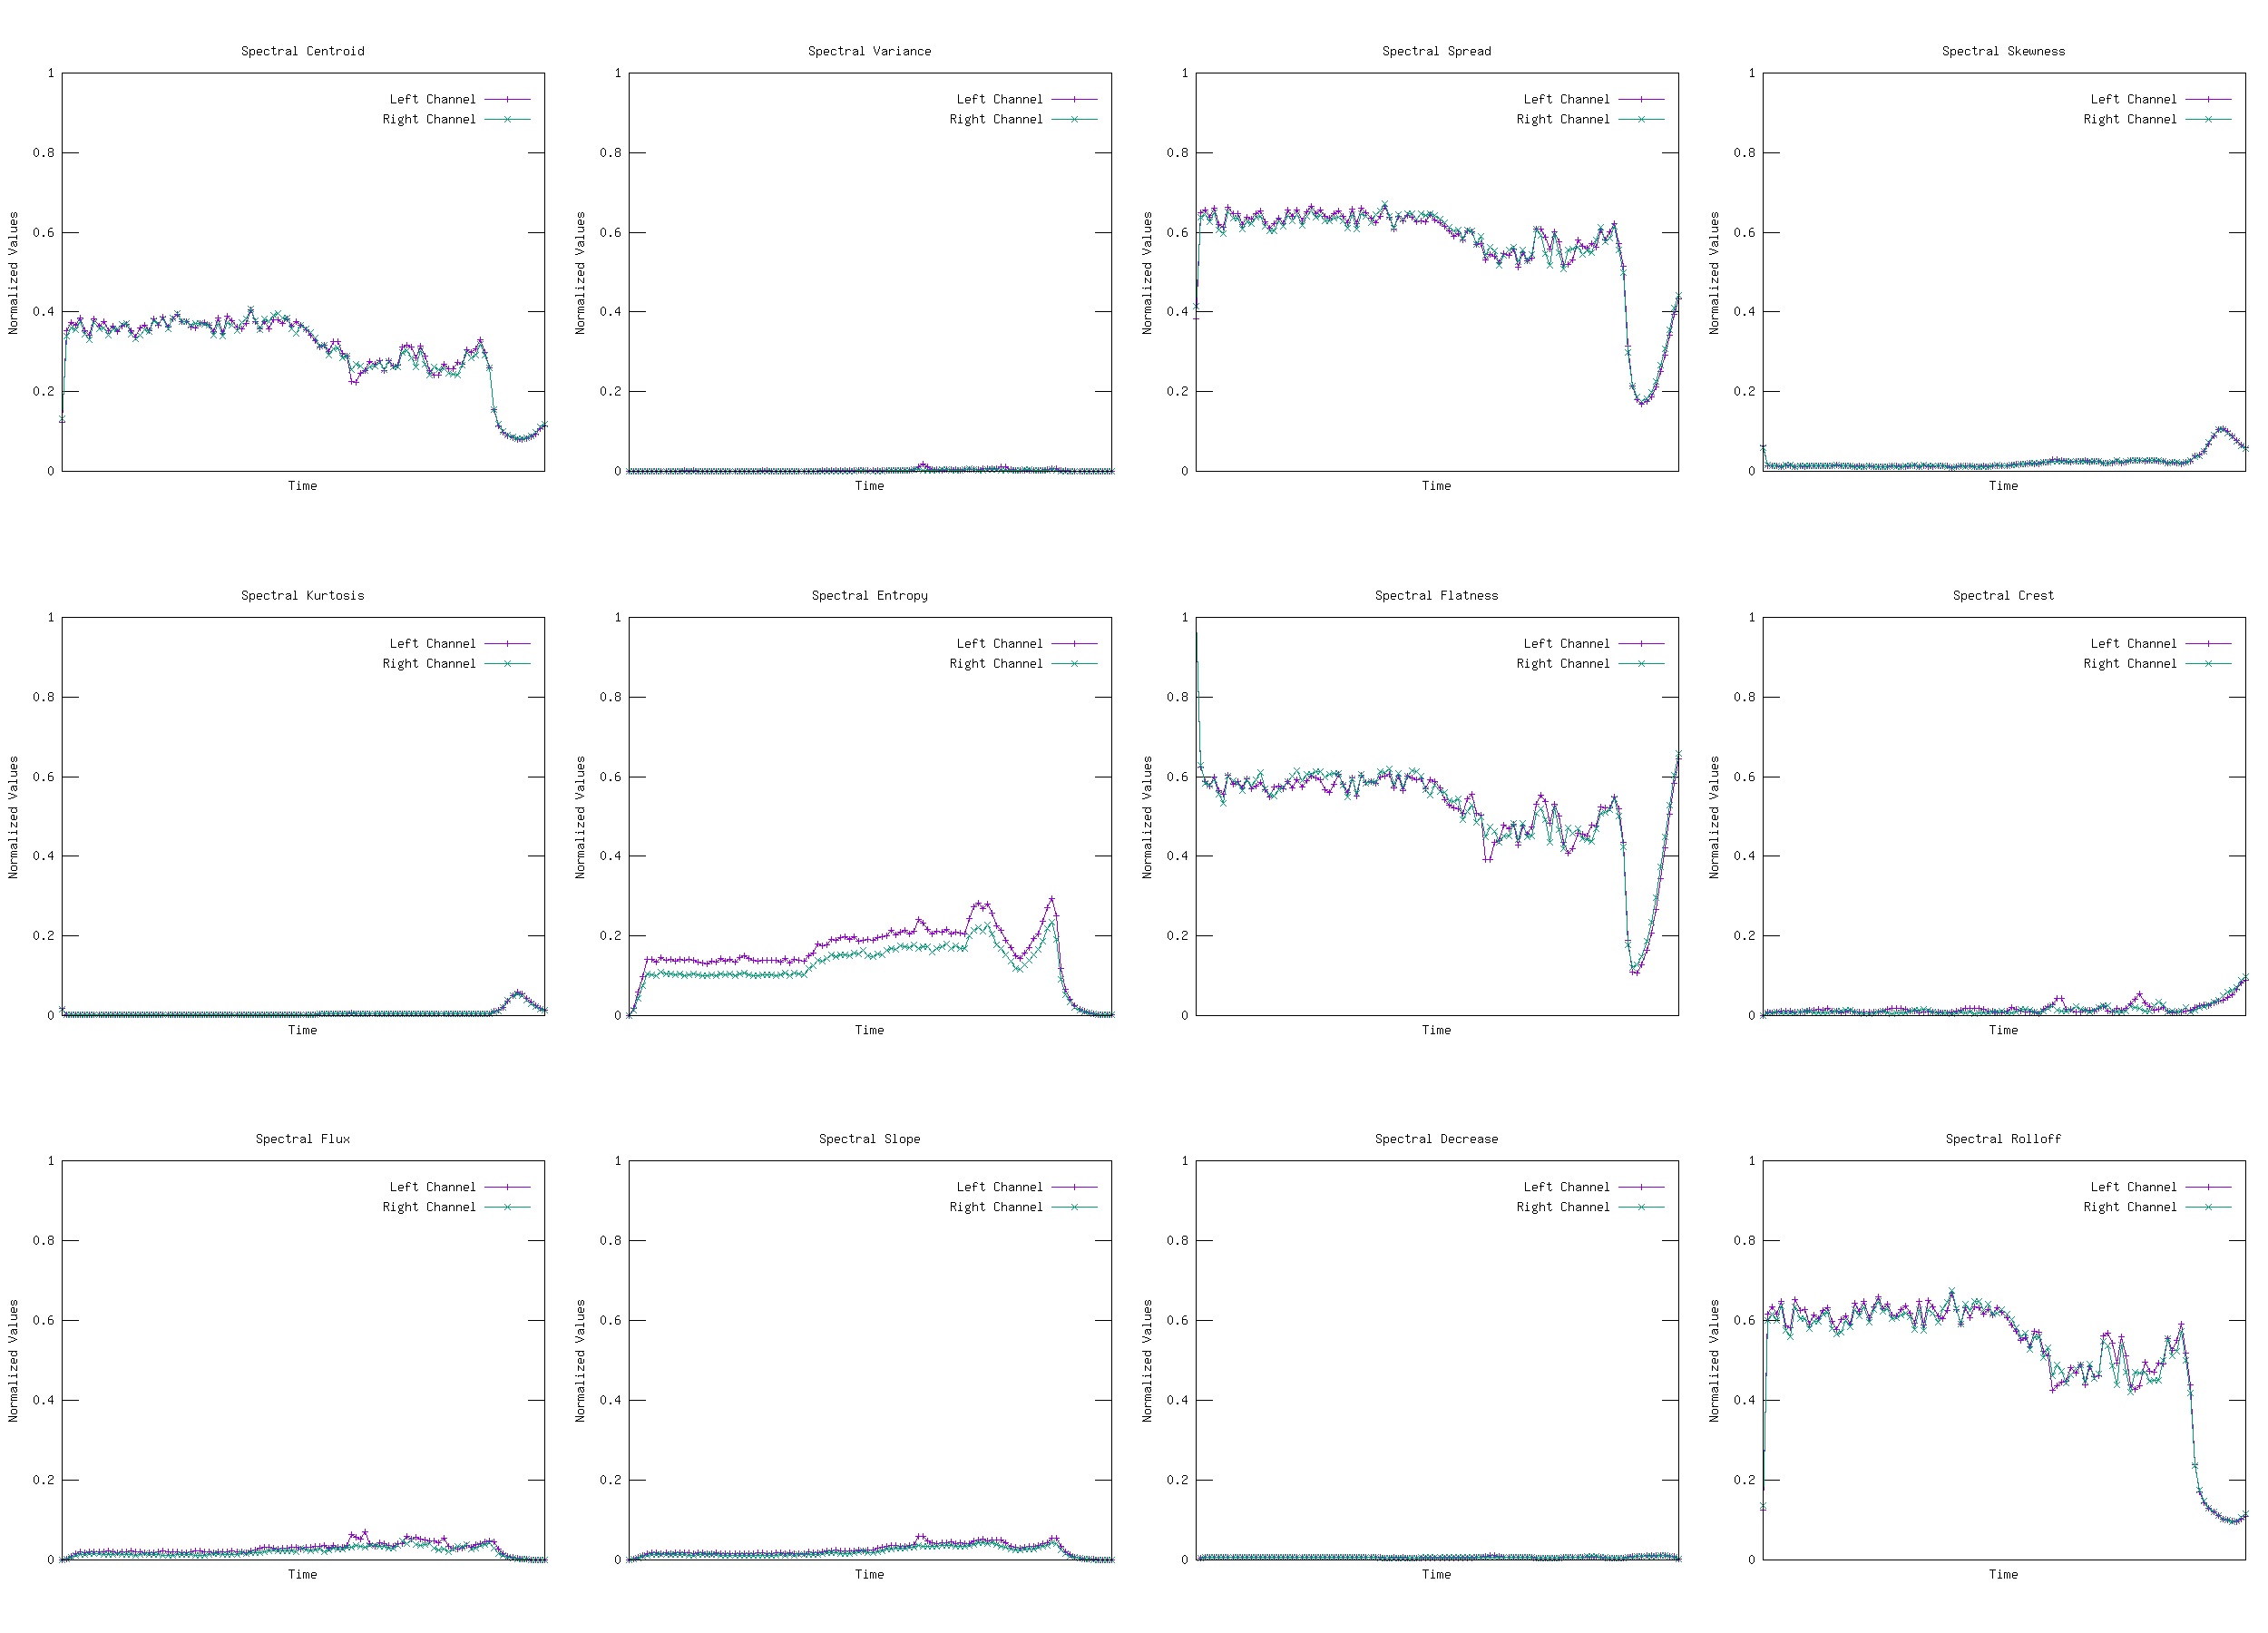 Spectral Centroid
1
0.8
0.6
0.4
0.2
0
Normalized Values
Time
Left Channel
Right Channel
Spectral Variance
1
0.8
0.6
0.4
0.2
0
Normalized Values
Time
Left Channel
Right Channel
Spectral Spread
1
0.8
0.6
0.4
0.2
0
Normalized Values
Time
Left Channel
Right Channel
Spectral Skewness
1
0.8
0.6
0.4
0.2
0
Normalized Values
Time
Left Channel
Right Channel
Spectral Kurtosis
1
0.8
0.6
0.4
0.2
0
Normalized Values
Time
Left Channel
Right Channel
Spectral Entropy
1
0.8
0.6
0.4
0.2
0
Normalized Values
Time
Left Channel
Right Channel
Spectral Flatness
1
0.8
0.6
0.4
0.2
0
Normalized Values
Time
Left Channel
Right Channel
Spectral Crest
1
0.8
0.6
0.4
0.2
0
Normalized Values
Time
Left Channel
Right Channel
Spectral Flux
1
0.8
0.6
0.4
0.2
0
Normalized Values
Time
Left Channel
Right Channel
Spectral Slope
1
0.8
0.6
0.4
0.2
0
Normalized Values
Time
Left Channel
Right Channel
Spectral Decrease
1
0.8
0.6
0.4
0.2
0
Normalized Values
Time
Left Channel
Right Channel
Spectral Rolloff
1
0.8
0.6
0.4
0.2
0
Normalized Values
Time
Left Channel
Right Channel